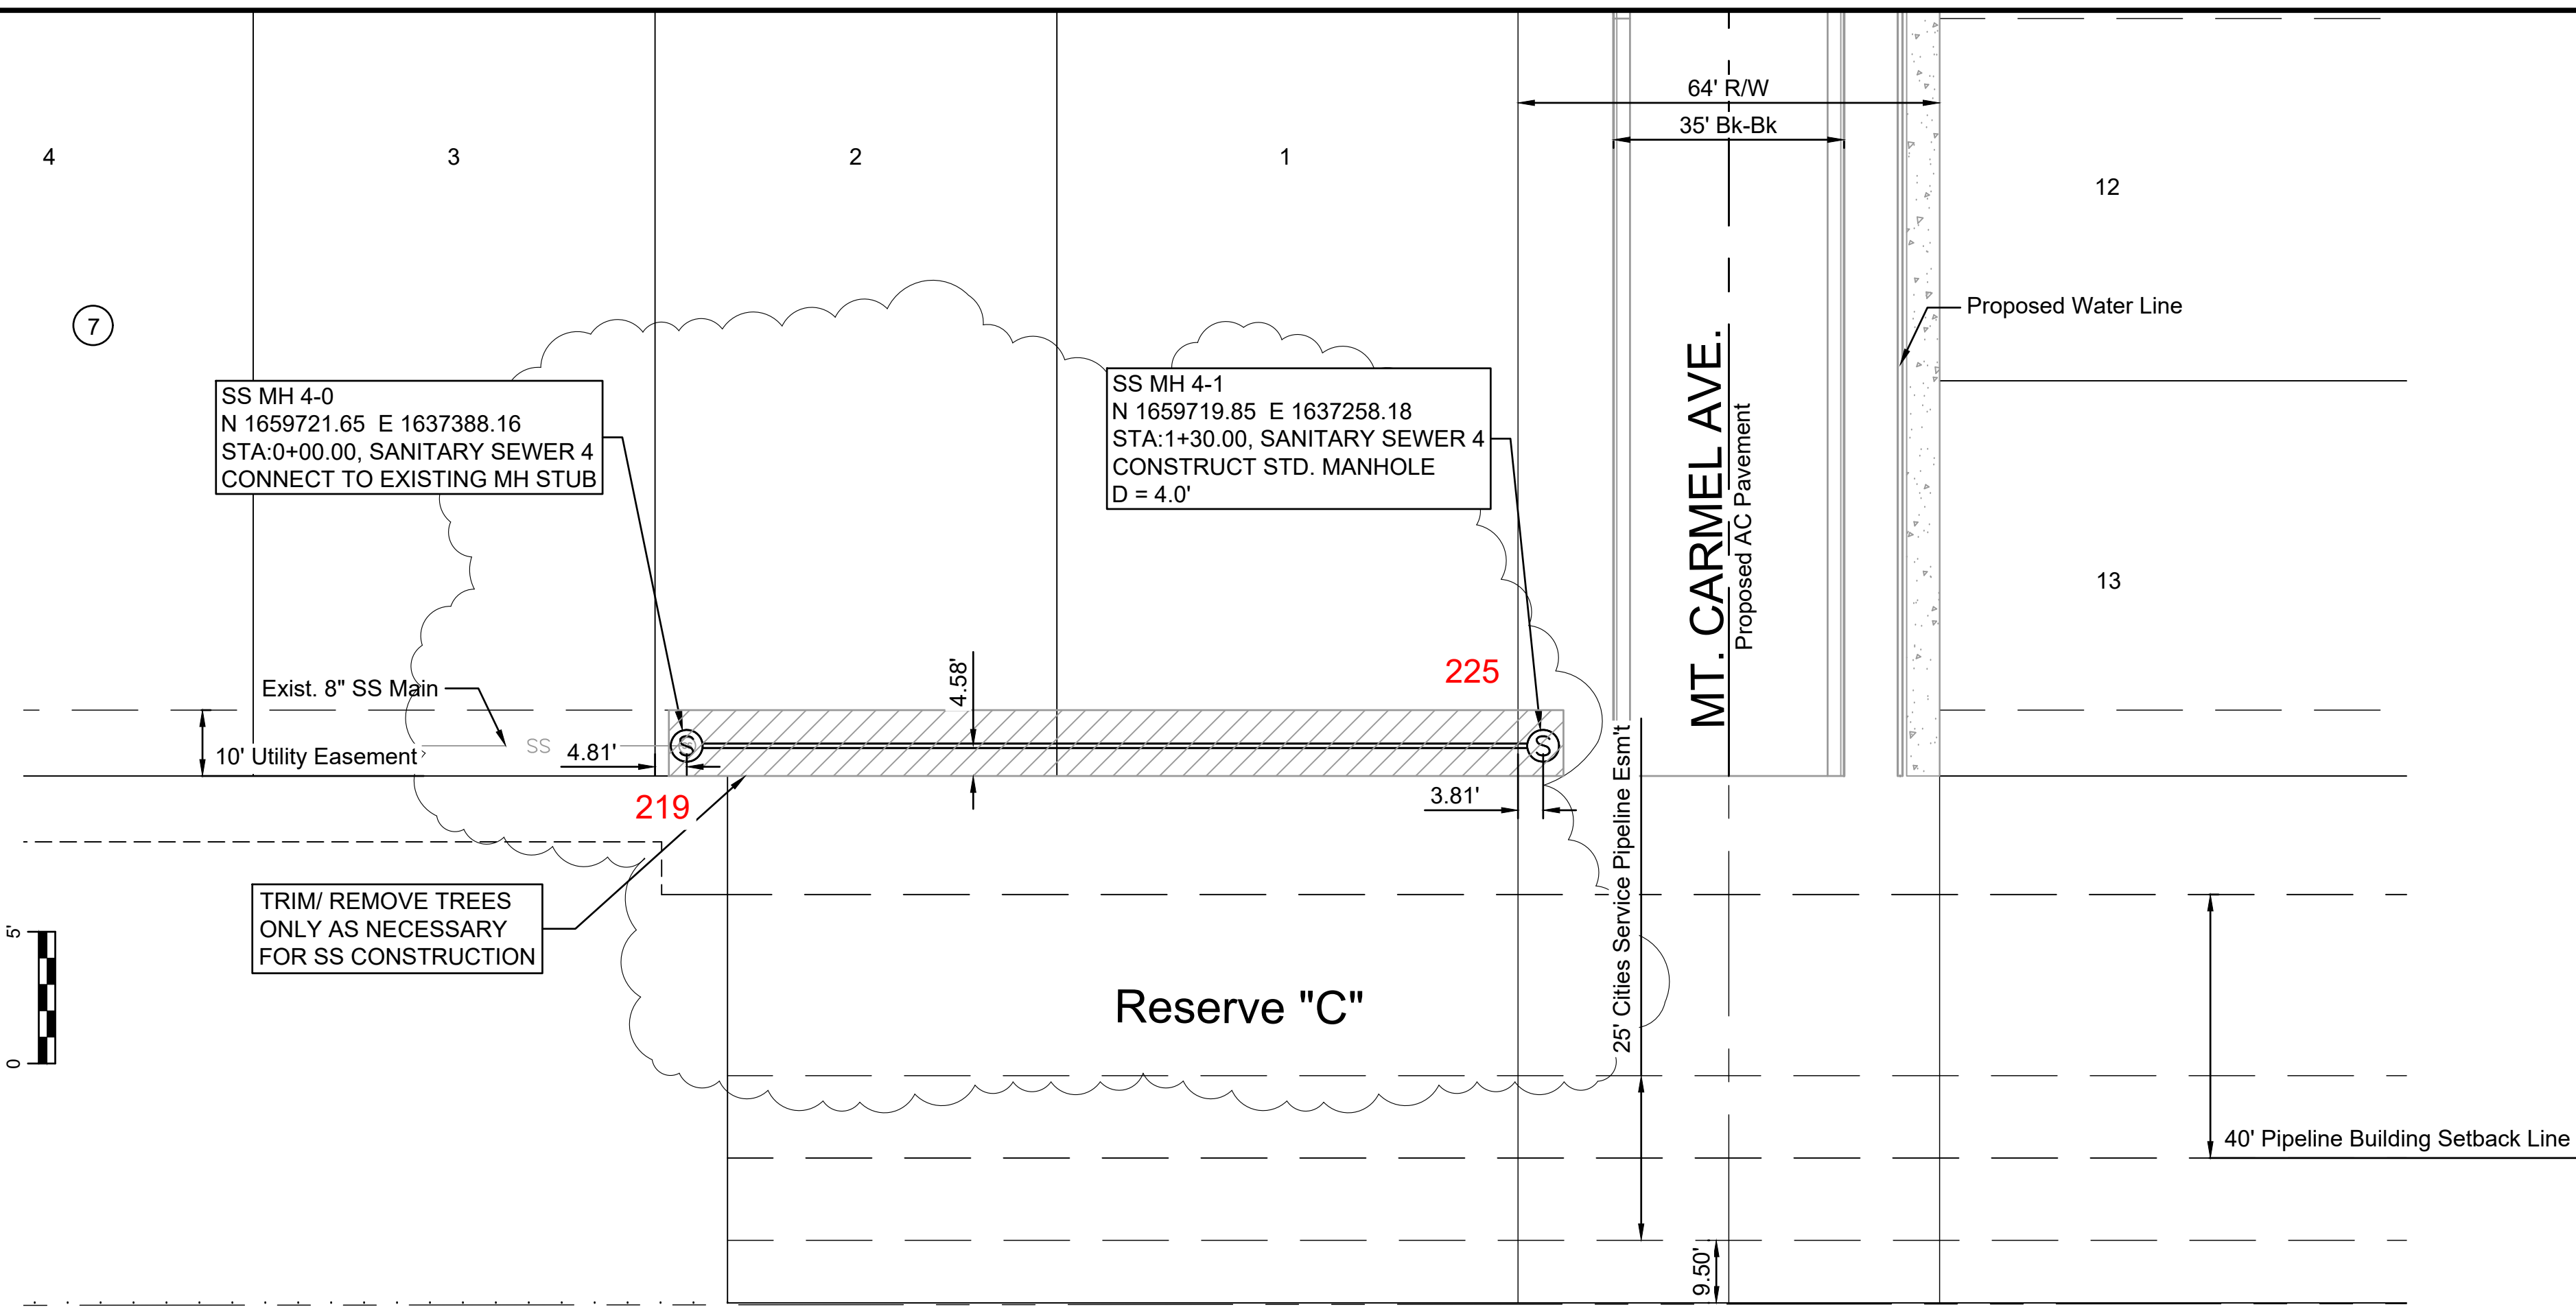 64' R/W
35' Bk-Bk
4
3
2
1
12
7
Proposed Water Line
SS MH 4-0
N 1659721.65 E 1637388.16
STA:0+00.00, SANITARY SEWER 4
CONNECT TO EXISTING MH STUB
SS MH 4-1
N 1659719.85 E 1637258.18
STA:1+30.00, SANITARY SEWER 4
CONSTRUCT STD. MANHOLE
D = 4.0'
MT. CARMEL AVE.
Proposed AC Pavement
13
Exist. 8" SS Main
4.58'
225
10' Utility Easement
SS
4.81'
S
S
219
3.81'
25' Cities Service Pipeline Esm't
TRIM/ REMOVE TREES
ONLY AS NECESSARY
FOR SS CONSTRUCTION
5'
0
Reserve "C"
40' Pipeline Building Setback Line
9.50'